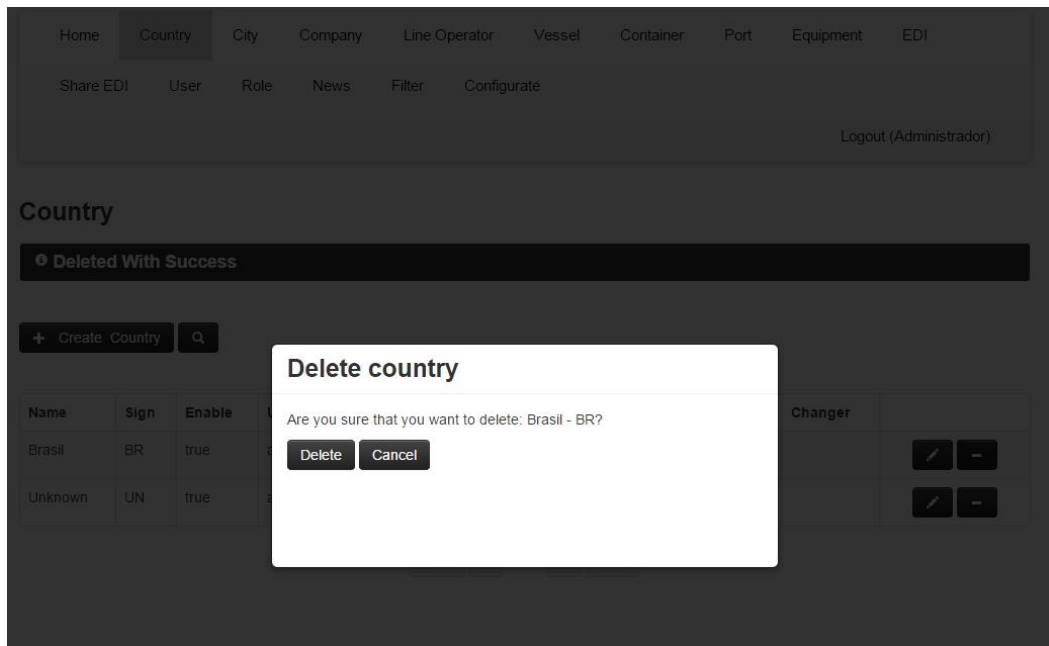 Home Country City Company Line Operator Vessel Container Port Equipment EDI
Share EDI User Role News Filter Configurate
Logout (Administrador)
Country
Deleted With Success
+ Create Country
Delete country
Name Sign Enable Changer
Are you sure that you want to delete: Brasil - BR?
Brasil BR true
Delete Cancel
Unknown UN true